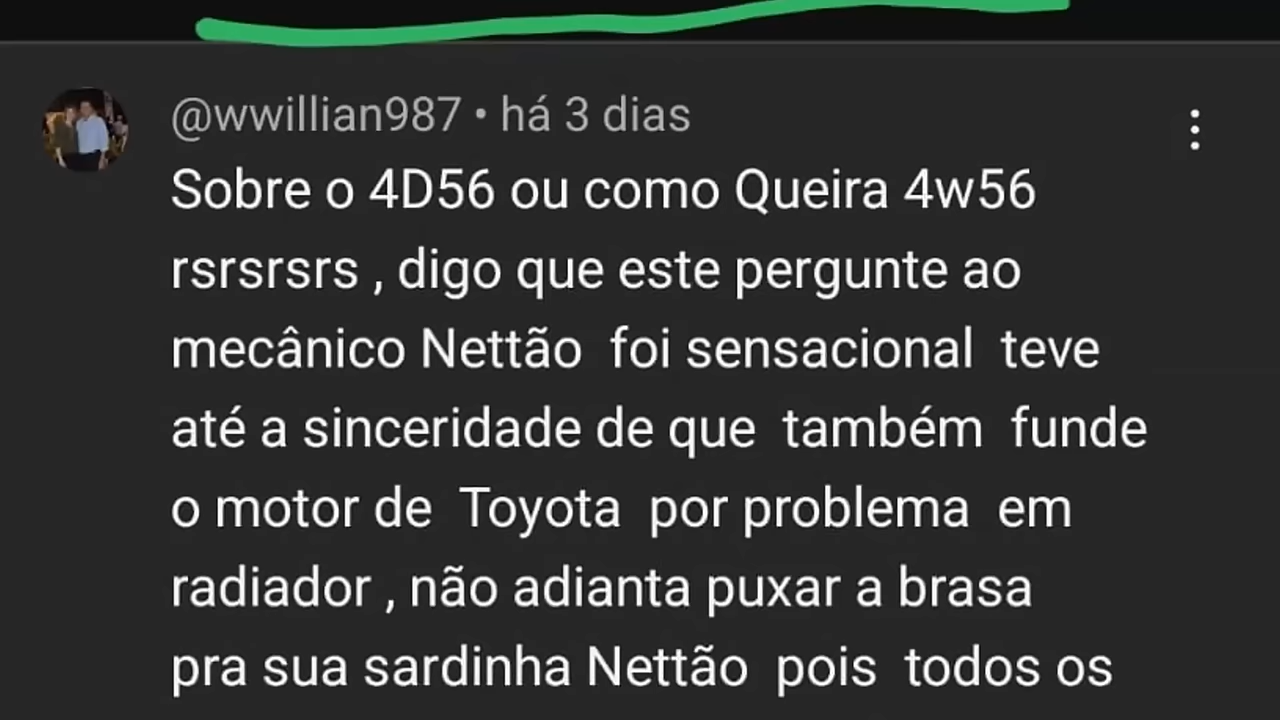 @wwillian987 • há 3 dias
Sobre o 4D56 ou como Queira 4w56
rsrsrsrs , digo que este pergunte ao
mecânico Nettão foi sensacional teve
até a sinceridade de que também funde
o motor de Toyota por problema em
radiador , não adianta puxar a brasa
pra sua sardinha Nettão pois todos os